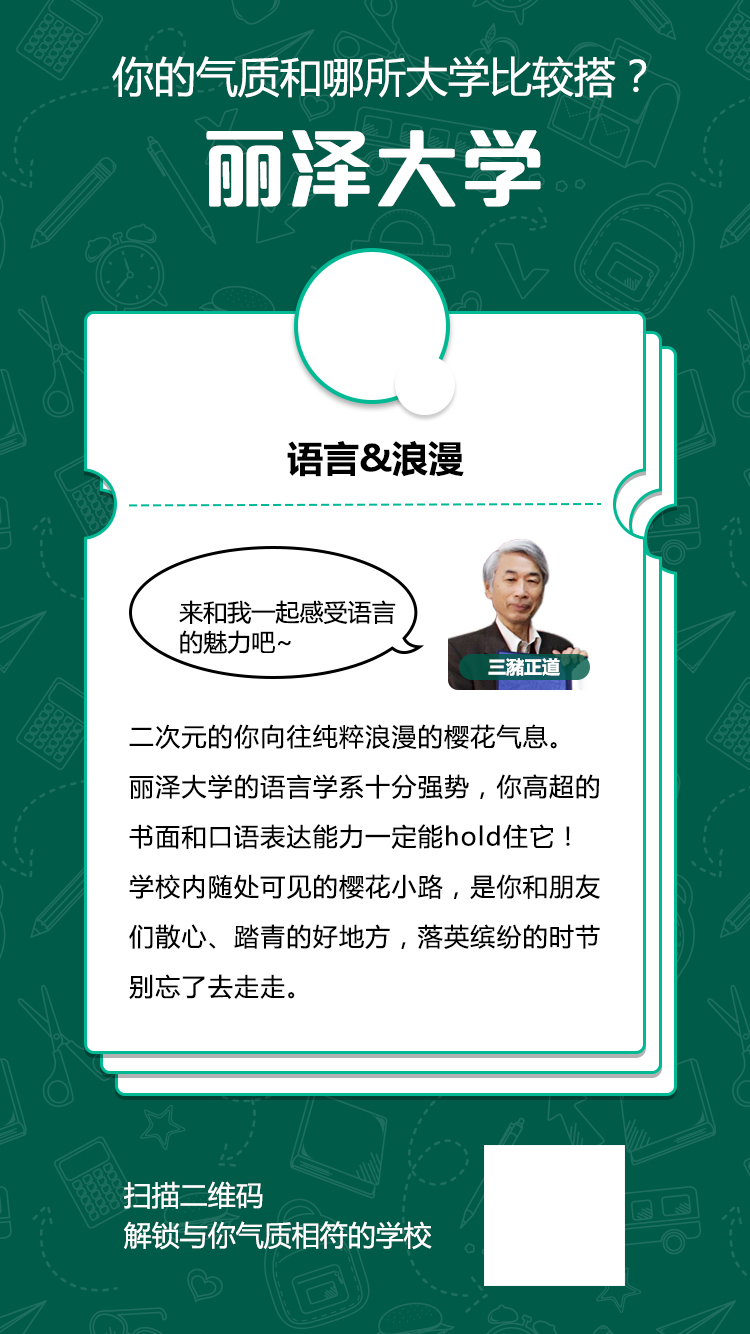 你的气质和哪所大学比较搭？
丽泽大学
语言&浪漫
来和我一起感受语言
的魅力吧~
三潴正道
二次元的你向往纯粹浪漫的樱花气息。
丽泽大学的语言学系十分强势，你高超的
书面和口语表达能力一定能hold住它！
学校内随处可见的樱花小路，是你和朋友
们散心、踏青的好地方，落英缤纷的时节
别忘了去走走。
扫描二维码
解锁与你气质相符的学校